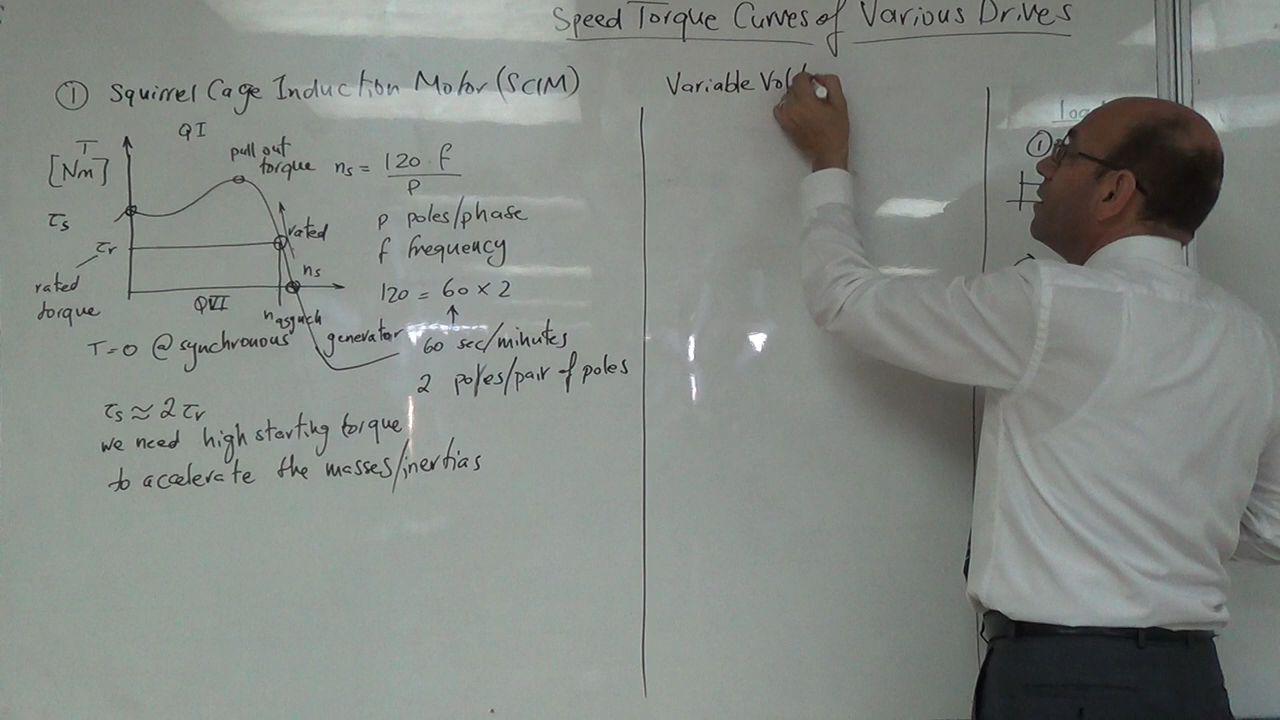 Speed Torque Curves of Various Drives
① Squirrel Cage Induction Motor (SCIM)
QI
T
[Nm]
pull out
torque
τs
τr
rated
torque
rated
ns
QVI
nasynch
generator
T=0 @ synchronous
τs ≈ 2 τr
we need high starting torque
to accelerate the masses/inertias
ns = 120 . f / P
P poles/phase
f frequency
120 = 60 × 2
60 sec/minutes
2 poles/pair of poles
Variable Volt
①